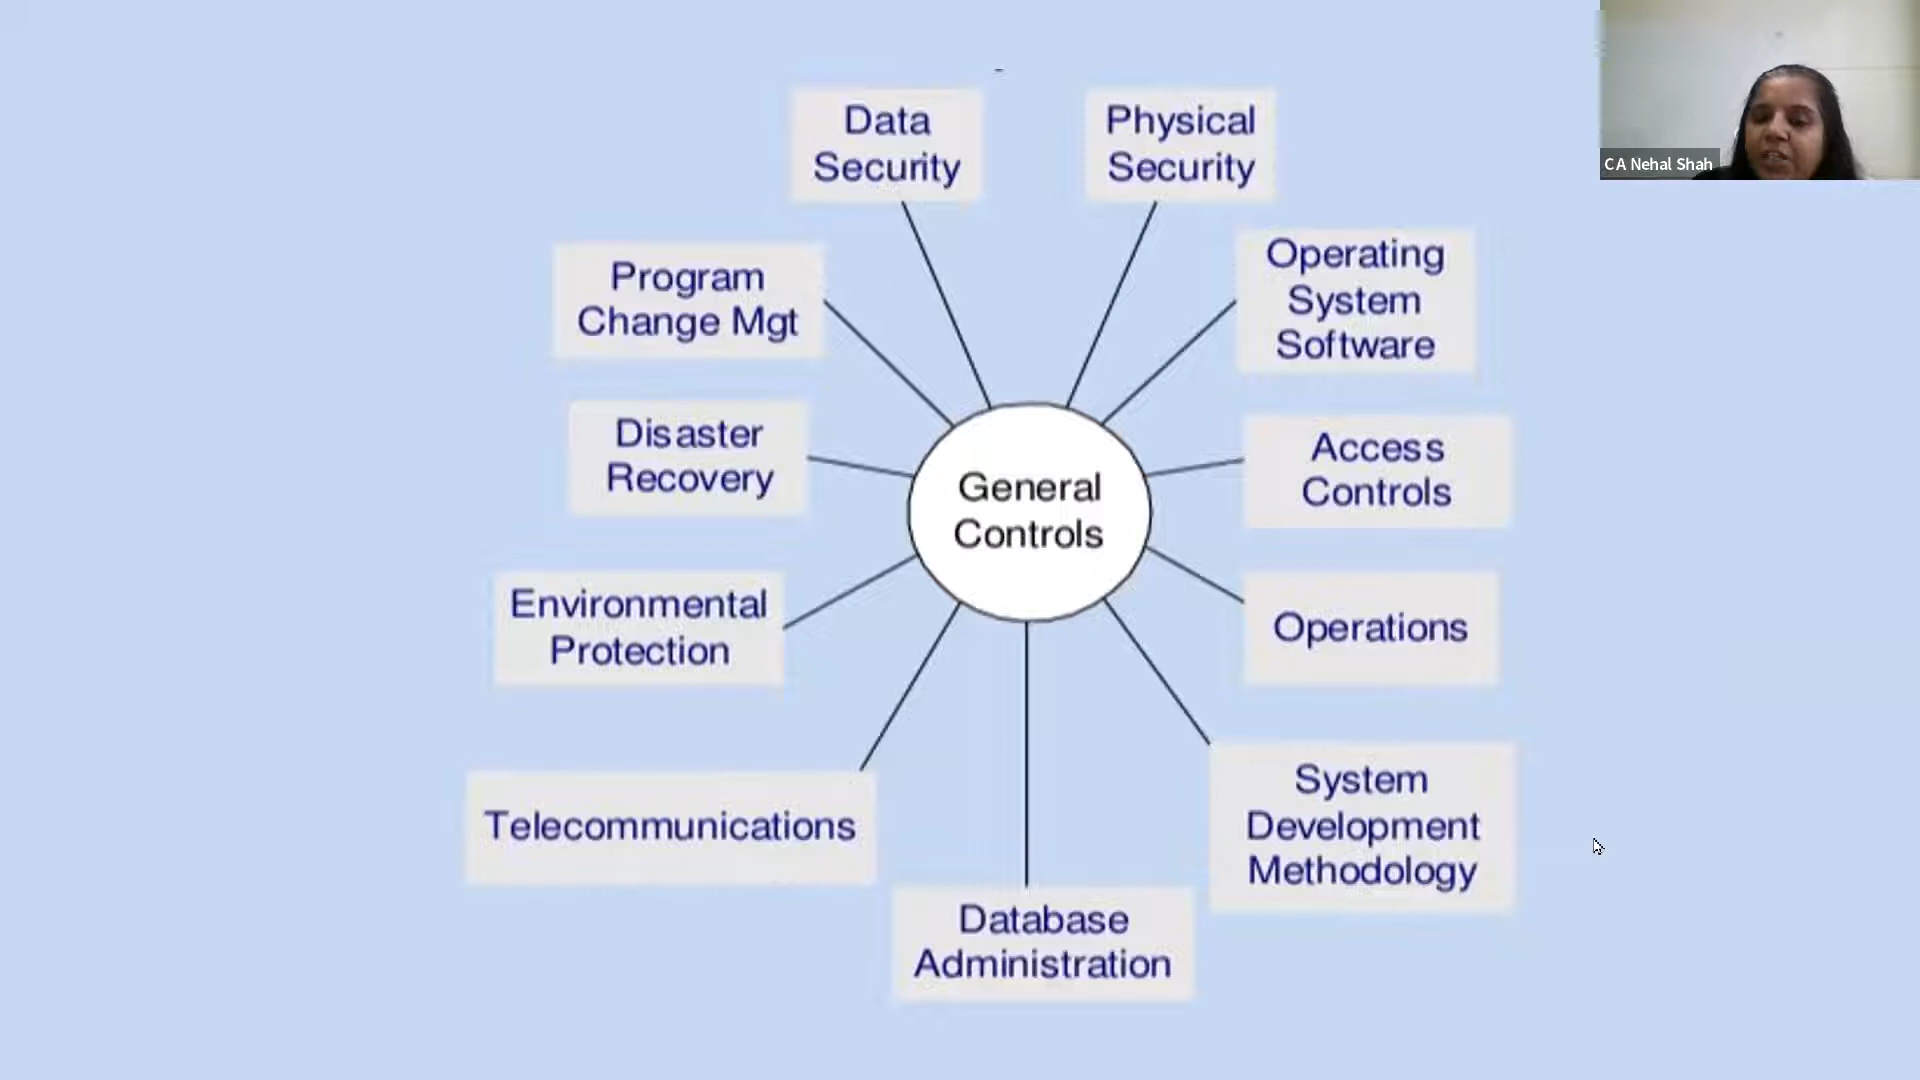 Data
Security
Physical
Security
CA Nehal Shah
Program
Change Mgt
Operating
System
Software
Disaster
Recovery
General
Controls
Access
Controls
Environmental
Protection
Operations
Telecommunications
System
Development
Methodology
Database
Administration